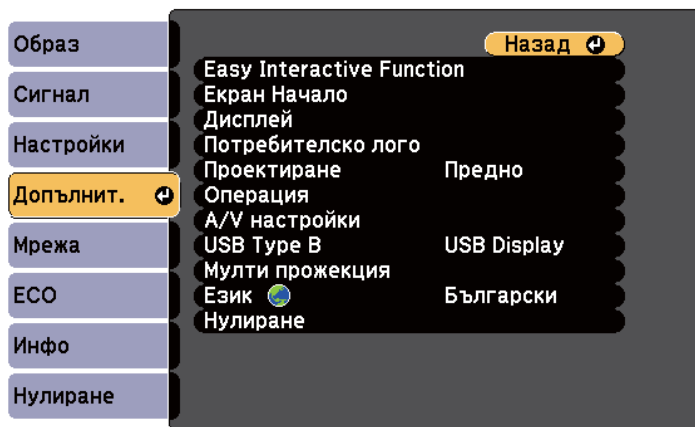 Образ
Сигнал
Настройки
Допълнит.
Мрежа
ECO
Инфо
Нулиране
Назад
Easy Interactive Function
Екран Начало
Дисплей
Потребителско лого
Проектиране Предно
Операция
A/V настройки
USB Type B USB Display
Мулти прожекция
Език Български
Нулиране